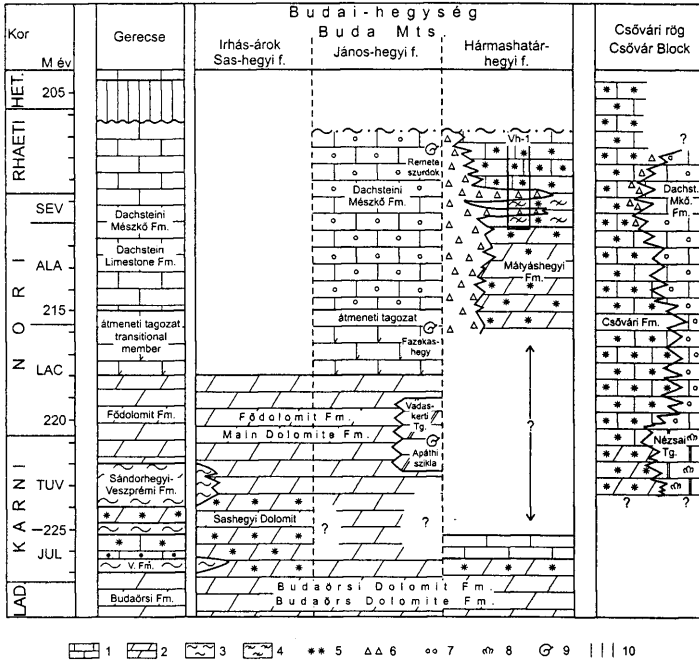 Budai-hegység
Buda Mts.
Kor
M év
Gerecse
Irhás-árok
Sas-hegyi f.
János-hegyi f.
Hármashatár-
hegyi f.
Csővári rög
Csővár Block
HET.
205
RHAETI
NORI
SEV
ALA
215
LAC
220
KARNI
TUV
225
JUL
LAD
Dachsteini
Mészkő Fm.
Dachstein
Limestone Fm.
átmeneti tagozat
transitional
member
Fődolomit Fm.
Sándorhegyi-
Veszprémi Fm.
V. Fm.
Budaörsi Fm.
Fődolomit Fm.
Main Dolomite Fm.
Sashegyi Dolomit
?
?
Budaörsi Dolomit Fm.
Budaörs Dolomite Fm.
Remete
szurdok
Dachsteini
Mészkő Fm.
átmeneti tagozat
Fazekas-
hegy
Vadas-
kerti
Tg.
Apáthi
szikla
Vh-1
Mátyáshegyi
Fm.
?
?
Dachst.
Mkő.
Fm.
Csővári Fm.
Nézsai
Tg.
? ?
1 2 3 4 5 6 7 8 9 10